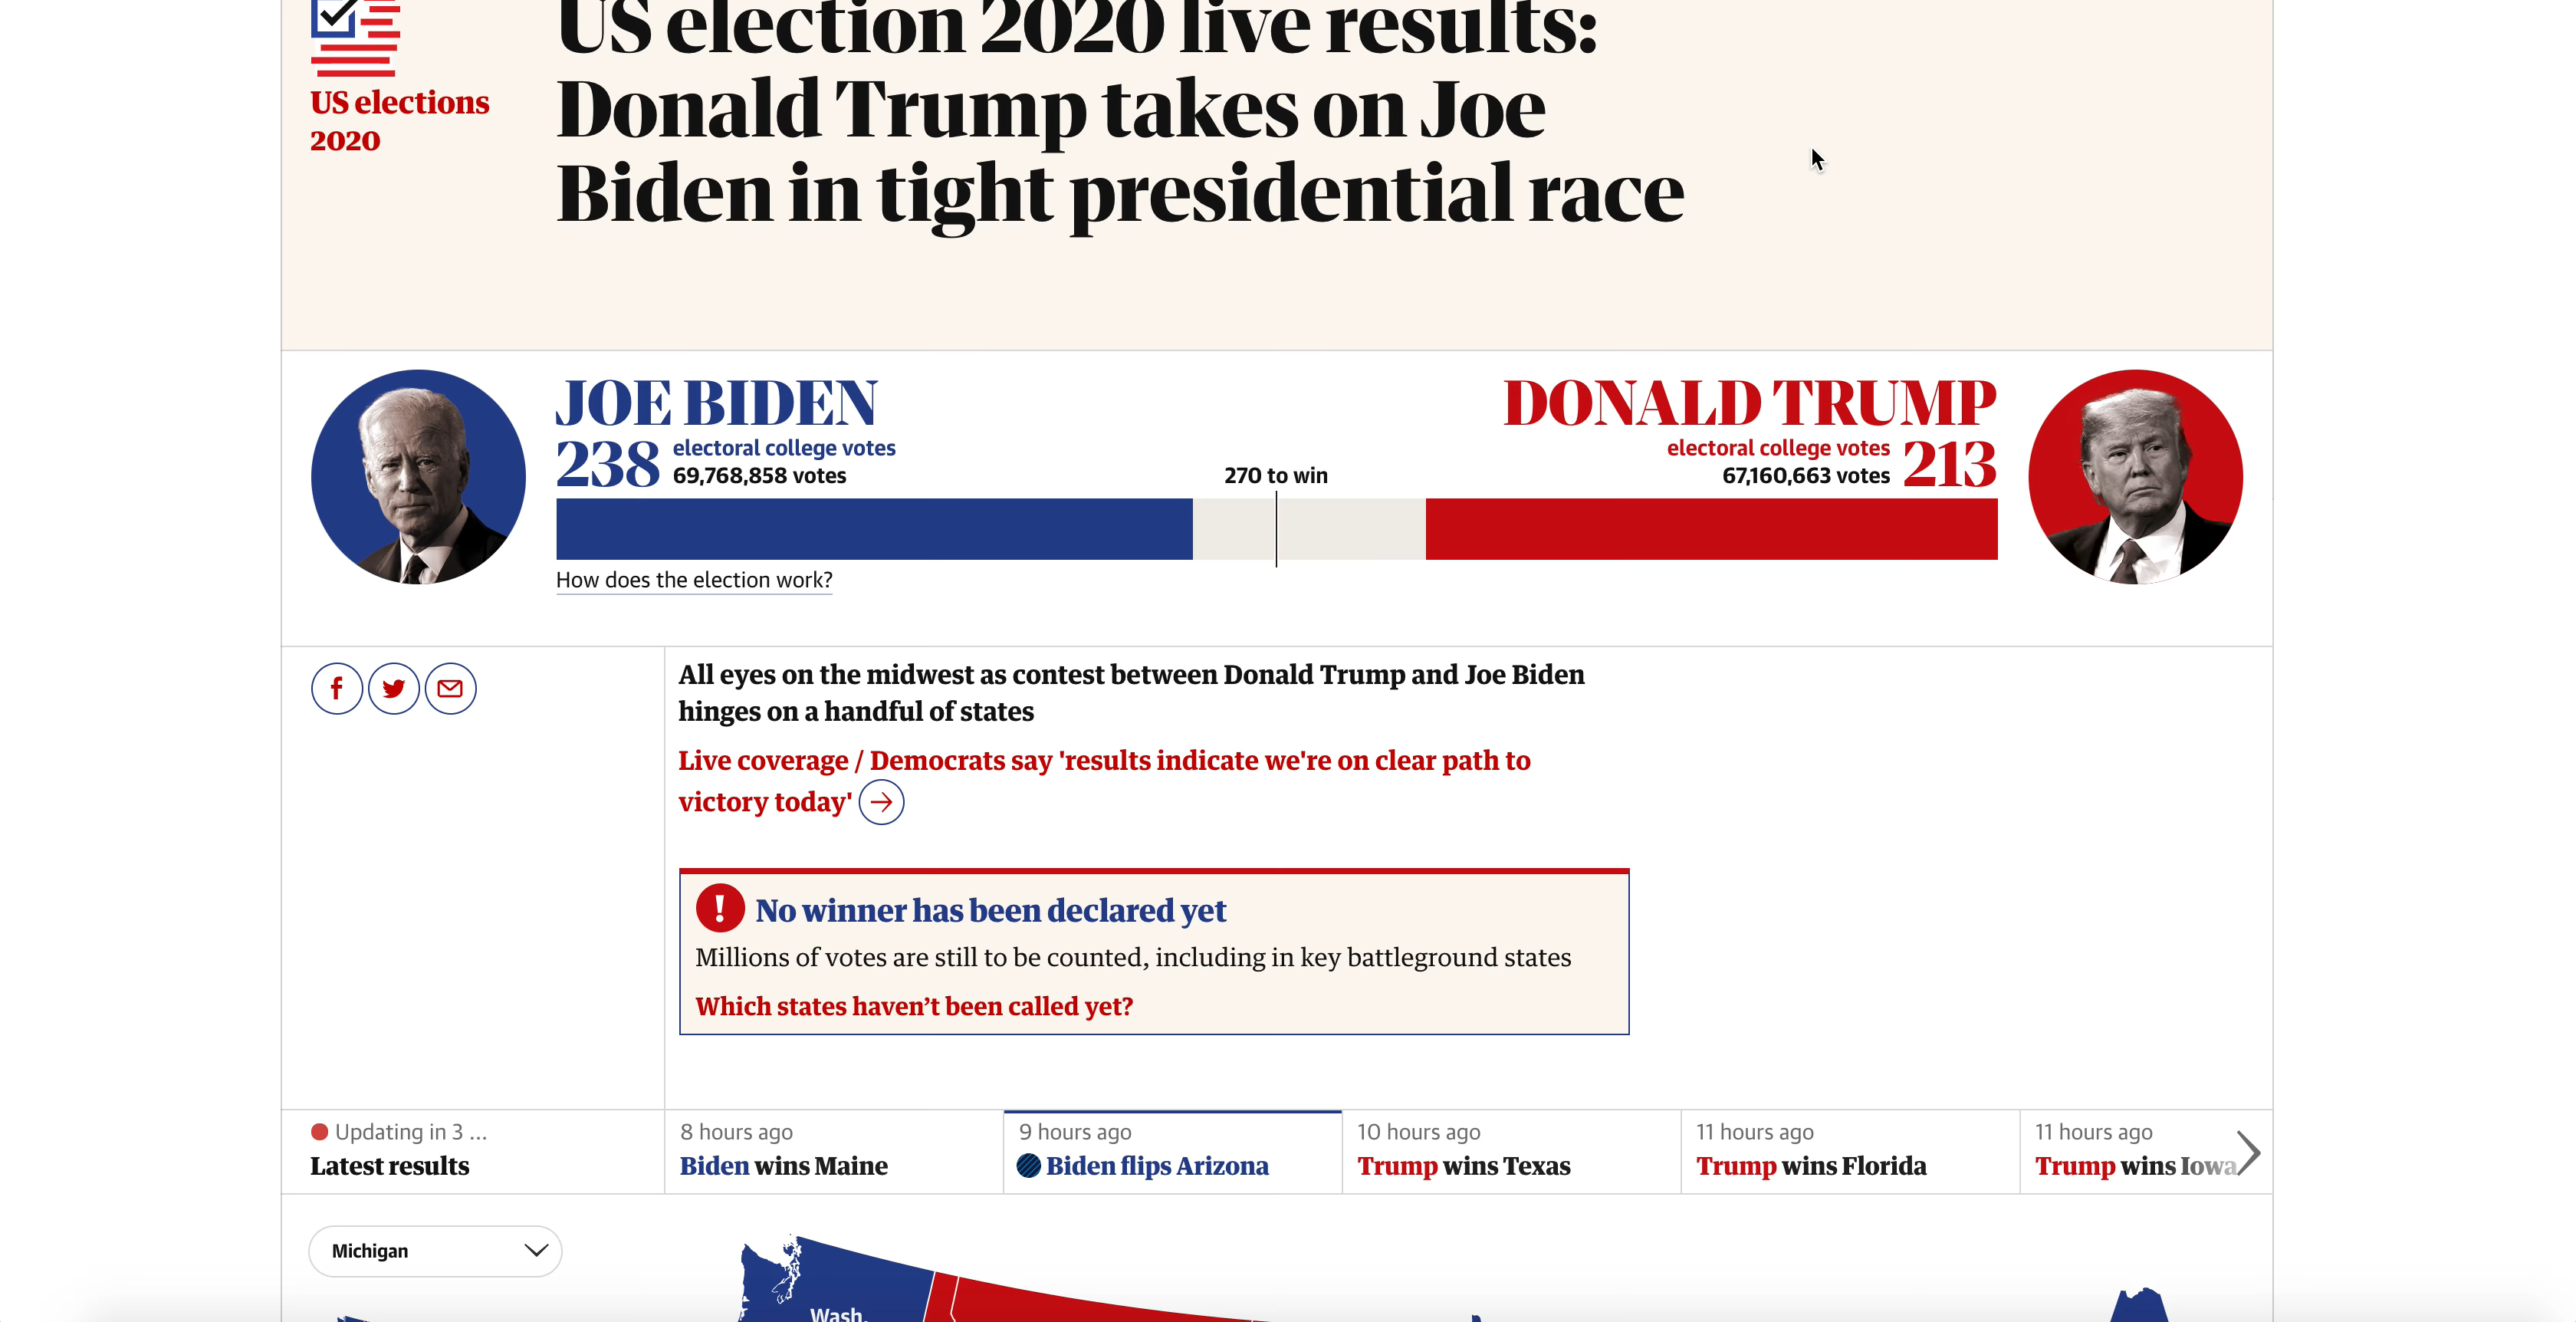 US election 2020 live results:
Donald Trump takes on Joe
Biden in tight presidential race
US elections
2020
JOE BIDEN
238 electoral college votes
69,768,858 votes
270 to win
DONALD TRUMP
electoral college votes 213
67,160,663 votes
How does the election work?
All eyes on the midwest as contest between Donald Trump and Joe Biden
hinges on a handful of states
Live coverage / Democrats say 'results indicate we're on clear path to
victory today'
No winner has been declared yet
Millions of votes are still to be counted, including in key battleground states
Which states haven’t been called yet?
Updating in 3 ...
Latest results
8 hours ago
Biden wins Maine
9 hours ago
Biden flips Arizona
10 hours ago
Trump wins Texas
11 hours ago
Trump wins Florida
11 hours ago
Trump wins Iowa
Michigan
Wash.